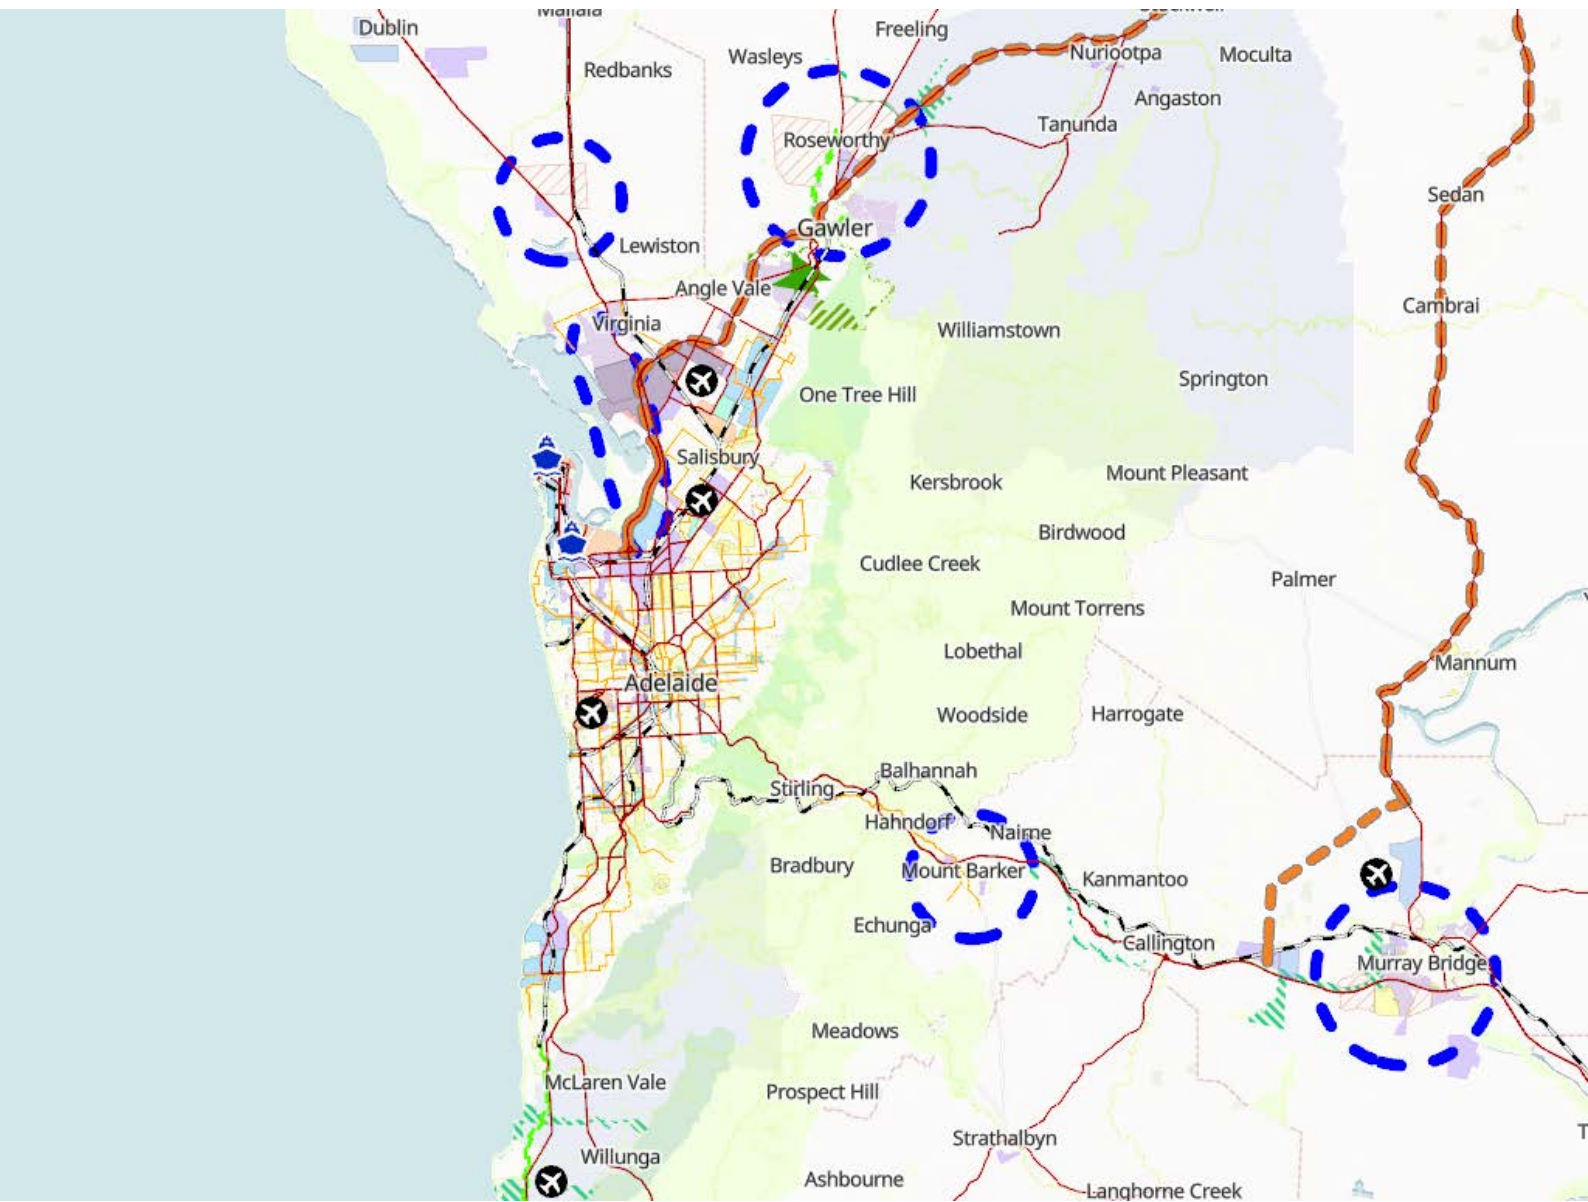 Mallala
Dublin
Freeling
Stockwell
Wasleys
Nuriootpa
Moculta
Redbanks
Angaston
Tanunda
Roseworthy
Sedan
Gawler
Lewiston
Angle Vale
Cambrai
Virginia
Williamstown
Springton
One Tree Hill
Salisbury
Mount Pleasant
Kersbrook
Birdwood
Cudlee Creek
Palmer
Mount Torrens
Lobethal
Mannum
Adelaide
Woodside
Harrogate
Balhannah
Stirling
Hahndorf
Nairne
Bradbury
Mount Barker
Kanmantoo
Echunga
Callington
Murray Bridge
Meadows
McLaren Vale
Prospect Hill
Strathalbyn
Willunga
Ashbourne
Langhorne Creek